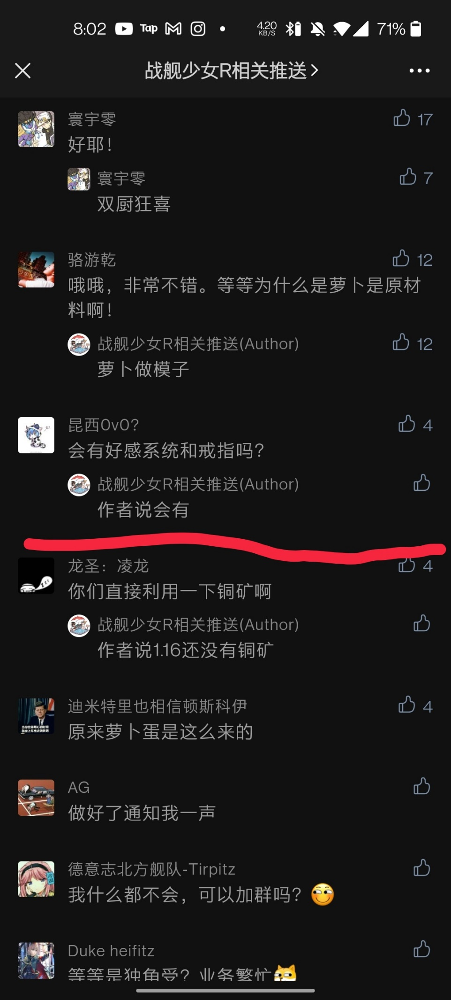 8:02 Tap 4.20 KB/S 71%
战舰少女R相关推送
寰宇零 17
好耶！
寰宇零 7
双厨狂喜
骆游乾 12
哦哦，非常不错。等等为什么是萝卜是原材
料啊！
战舰少女R相关推送(Author) 12
萝卜做模子
昆西0v0? 4
会有好感系统和戒指吗？
战舰少女R相关推送(Author)
作者说会有
龙圣：凌龙 4
你们直接利用一下铜矿啊
战舰少女R相关推送(Author)
作者说1.16还没有铜矿
迪米特里也相信顿斯科伊 4
原来萝卜蛋是这么来的
AG
做好了通知我一声
德意志北方舰队-Tirpitz
我什么都不会，可以加群吗？
Duke heifitz
等等是独角受？业务繁忙